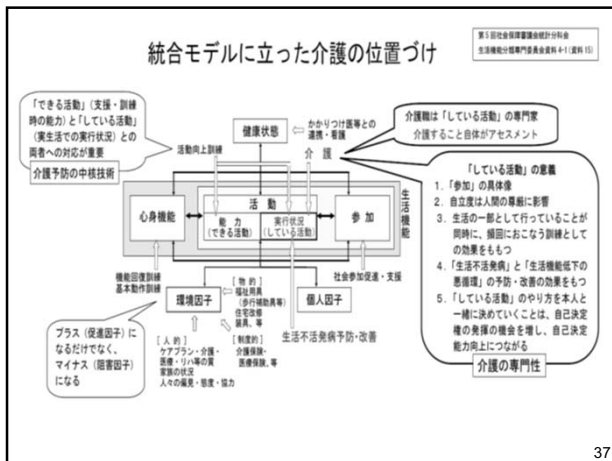 統合モデルに立った介護の位置づけ
第5回社会保障審議会統計分科会
生活機能分類専門委員会資料4-1(資料15)
「できる活動」(支援・訓練
時の能力)と「している活動」
(実生活での実行状況)との
両者への対応が重要
介護予防の中核技術
健康状態
かかりつけ医等との
連携・看護
活動向上訓練
介護
介護職は「している活動」の専門家
介護すること自体がアセスメント
心身機能
活動
能力
(できる活動)
実行状況
(している活動)
参加
生活機能
機能回復訓練
基本動作訓練
社会参加促進・支援
環境因子
個人因子
[物的]
福祉用具
(歩行補助具等)
住宅改修
装具、等
[人的]
ケアプラン・介護・
医療・リハ等の質
家族の状況
人々の偏見・態度・協力
[制度的]
介護保険・
医療保険、等
生活不活発病予防・改善
プラス(促進因子)に
なるだけでなく、
マイナス(阻害因子)
になる
「している活動」の意義
1.「参加」の具体像
2.自立度は人間の尊厳に影響
3.生活の一部として行っていることが
同時に、頻回におこなう訓練として
の効果をももつ
4.「生活不活発病」と「生活機能低下の
悪循環」の予防・改善の効果をもつ
5.「している活動」のやり方を本人と
一緒に決めていくことは、自己決定
権の発揮の機会を増し、自己決定
能力向上につながる
介護の専門性
37